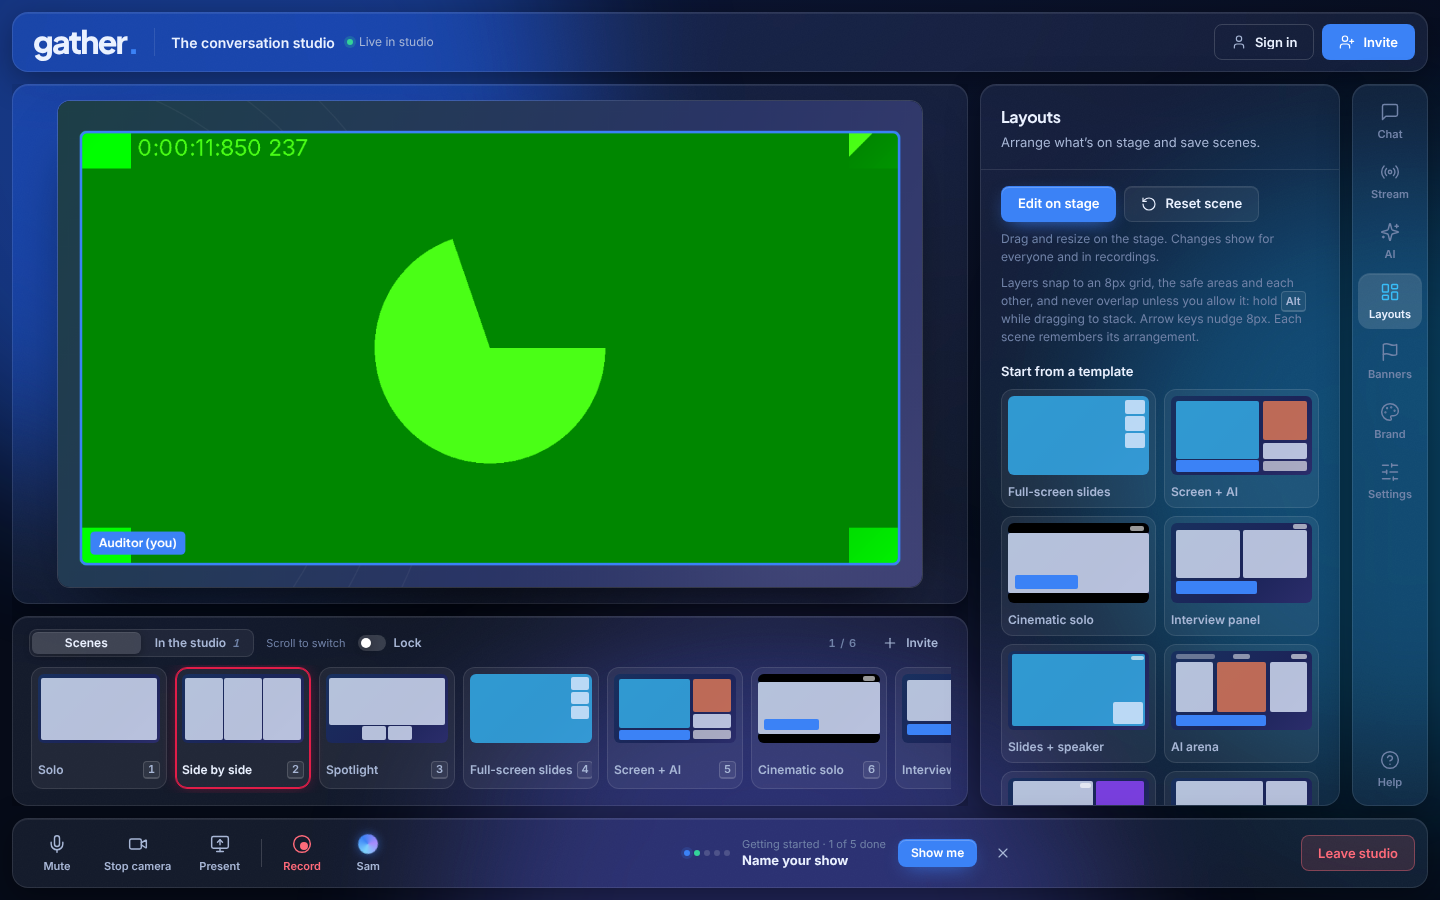 gather.
The conversation studio
Live in studio
Sign in
Invite
0:00:11:850 237
Auditor (you)
Layouts
Arrange what's on stage and save scenes.
Edit on stage
Reset scene
Drag and resize on the stage. Changes show for
everyone and in recordings.
Layers snap to an 8px grid, the safe areas and each
other, and never overlap unless you allow it: hold Alt
while dragging to stack. Arrow keys nudge 8px. Each
scene remembers its arrangement.
Start from a template
Full-screen slides
Screen + AI
Cinematic solo
Interview panel
Slides + speaker
AI arena
Chat
Stream
AI
Layouts
Banners
Brand
Settings
Help
Scenes
In the studio 1
Scroll to switch
Lock
1 / 6
Invite
Solo 1
Side by side 2
Spotlight 3
Full-screen slides 4
Screen + AI 5
Cinematic solo 6
Interview
Mute
Stop camera
Present
Record
Sam
Getting started · 1 of 5 done
Name your show
Show me
Leave studio